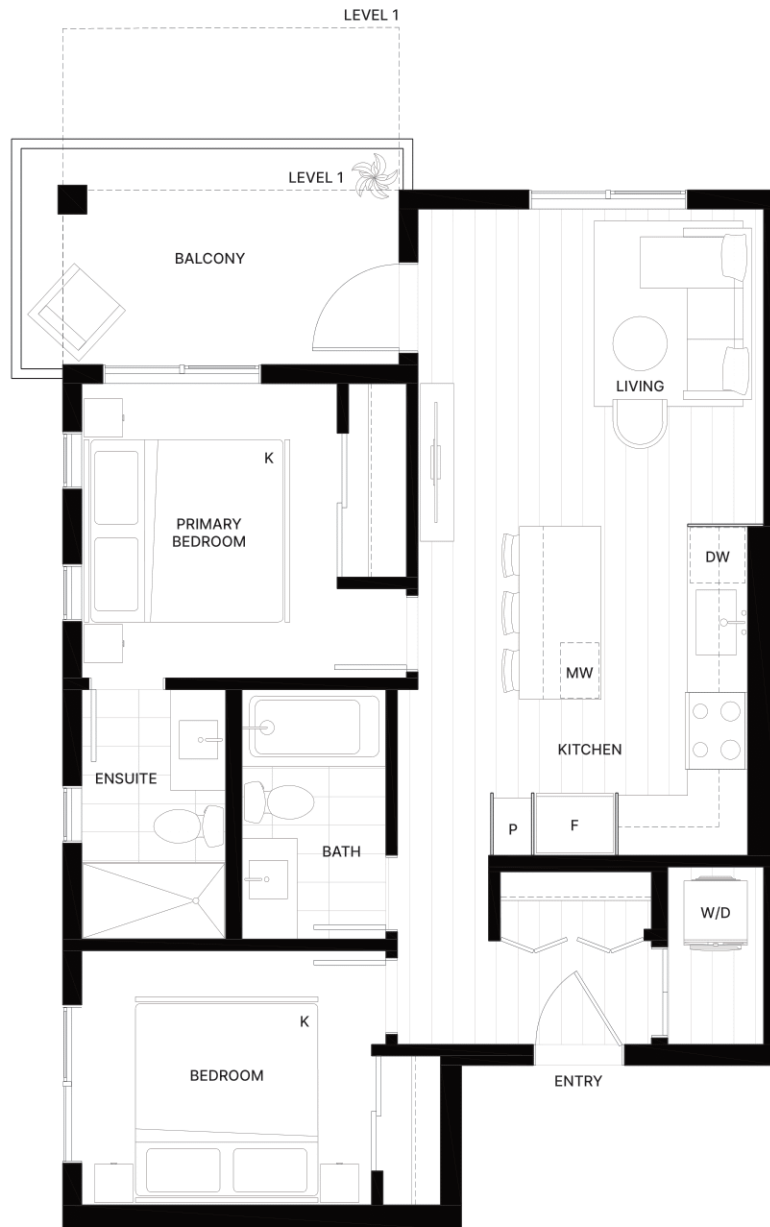 LEVEL 1
LEVEL 1
BALCONY
LIVING
K
PRIMARY
BEDROOM
DW
MW
KITCHEN
ENSUITE
P
F
BATH
W/D
K
BEDROOM
ENTRY